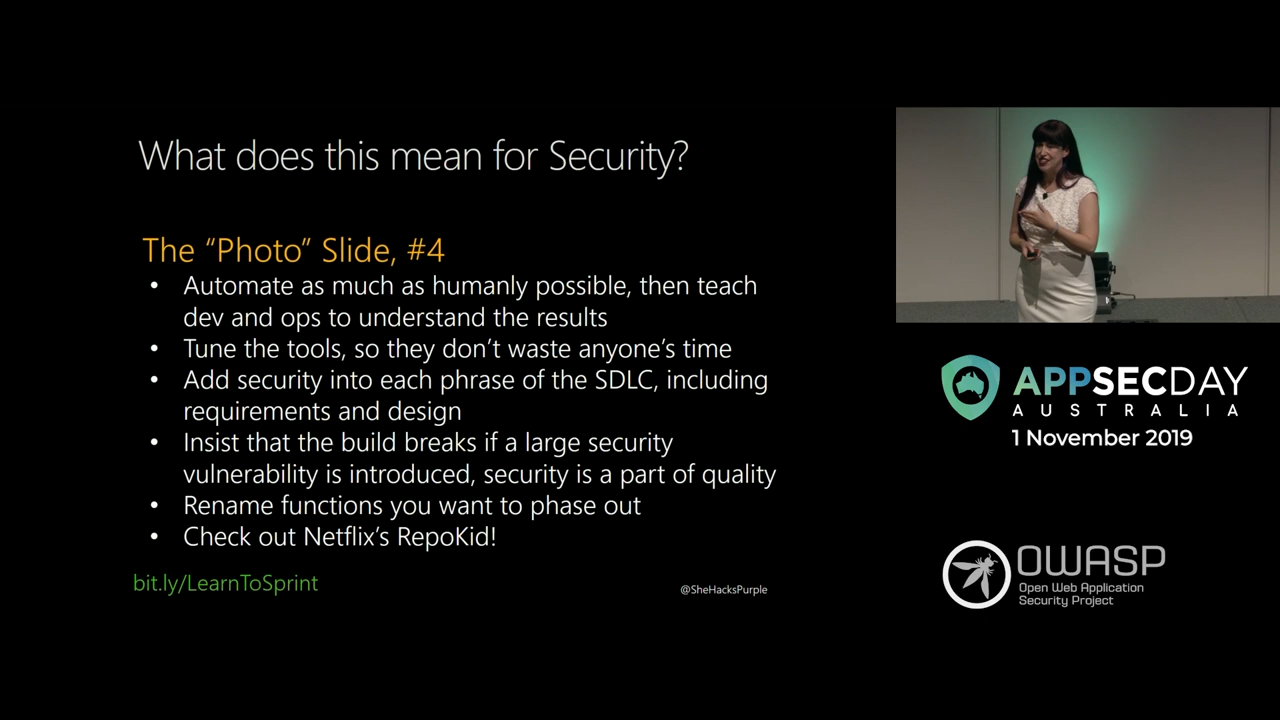 What does this mean for Security?
The “Photo” Slide, #4
• Automate as much as humanly possible, then teach
dev and ops to understand the results
• Tune the tools, so they don’t waste anyone’s time
• Add security into each phrase of the SDLC, including
requirements and design
• Insist that the build breaks if a large security
vulnerability is introduced, security is a part of quality
• Rename functions you want to phase out
• Check out Netflix’s RepoKid!
bit.ly/LearnToSprint
@SheHacksPurple
APPSECDAY
AUSTRALIA
1 November 2019
OWASP
Open Web Application
Security Project